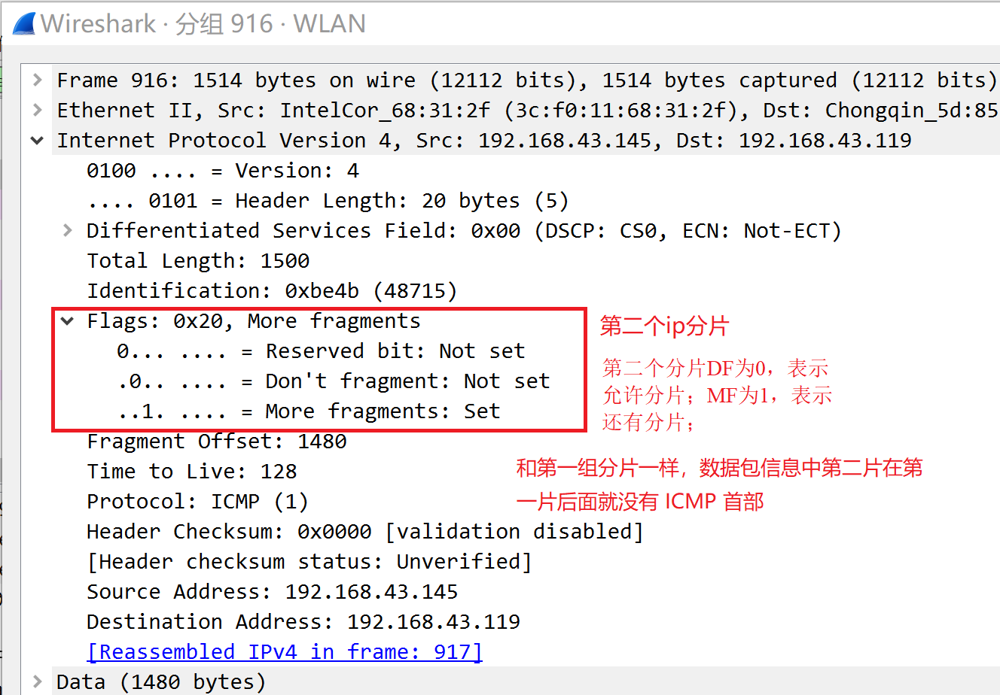 Wireshark · 分组 916 · WLAN
Frame 916: 1514 bytes on wire (12112 bits), 1514 bytes captured (12112 bits)
Ethernet II, Src: IntelCor_68:31:2f (3c:f0:11:68:31:2f), Dst: Chongqin_5d:85
Internet Protocol Version 4, Src: 192.168.43.145, Dst: 192.168.43.119
0100 .... = Version: 4
.... 0101 = Header Length: 20 bytes (5)
Differentiated Services Field: 0x00 (DSCP: CS0, ECN: Not-ECT)
Total Length: 1500
Identification: 0xbe4b (48715)
Flags: 0x20, More fragments
0... .... = Reserved bit: Not set
.0.. .... = Don't fragment: Not set
..1. .... = More fragments: Set
第二个ip分片
第二个分片DF为0，表示
允许分片；MF为1，表示
还有分片；
Fragment Offset: 1480
Time to Live: 128
和第一组分片一样，数据包信息中第二片在第
一片后面就没有 ICMP 首部
Protocol: ICMP (1)
Header Checksum: 0x0000 [validation disabled]
[Header checksum status: Unverified]
Source Address: 192.168.43.145
Destination Address: 192.168.43.119
[Reassembled IPv4 in frame: 917]
Data (1480 bytes)